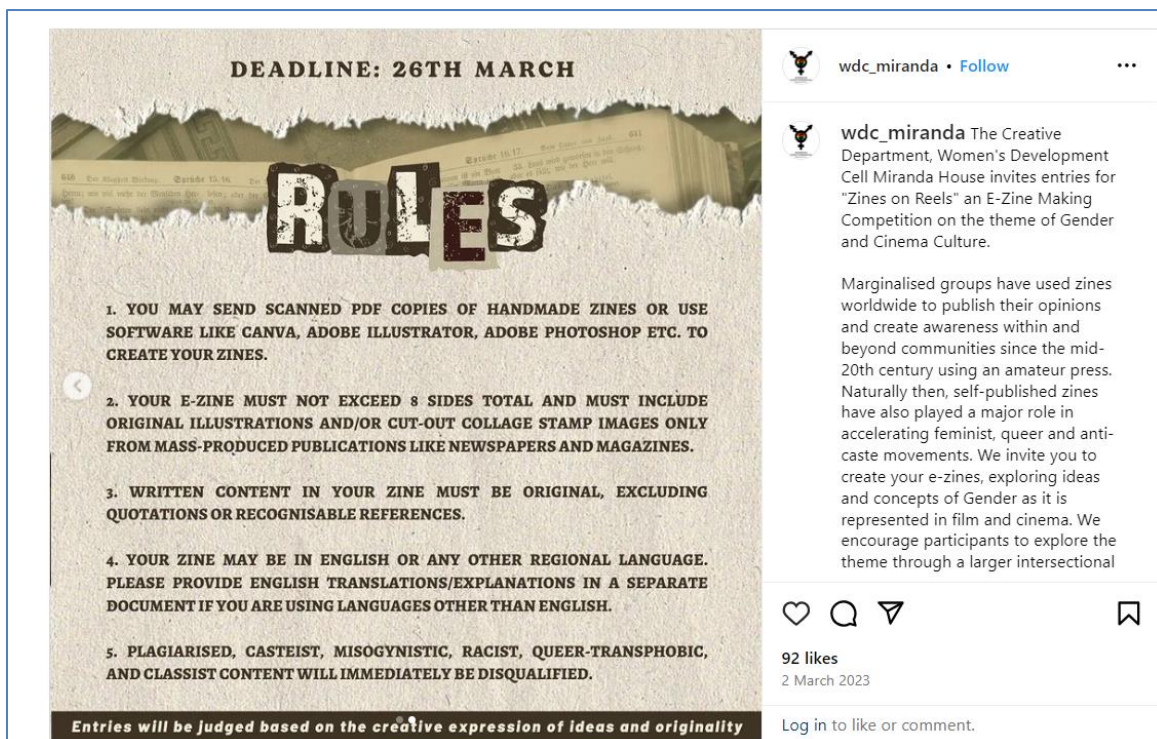 DEADLINE: 26TH MARCH
RULES
1. YOU MAY SEND SCANNED PDF COPIES OF HANDMADE ZINES OR USE
SOFTWARE LIKE CANVA, ADOBE ILLUSTRATOR, ADOBE PHOTOSHOP ETC. TO
CREATE YOUR ZINES.
2. YOUR E-ZINE MUST NOT EXCEED 8 SIDES TOTAL AND MUST INCLUDE
ORIGINAL ILLUSTRATIONS AND/OR CUT-OUT COLLAGE STAMP IMAGES ONLY
FROM MASS-PRODUCED PUBLICATIONS LIKE NEWSPAPERS AND MAGAZINES.
3. WRITTEN CONTENT IN YOUR ZINE MUST BE ORIGINAL, EXCLUDING
QUOTATIONS OR RECOGNISABLE REFERENCES.
4. YOUR ZINE MAY BE IN ENGLISH OR ANY OTHER REGIONAL LANGUAGE.
PLEASE PROVIDE ENGLISH TRANSLATIONS/EXPLANATIONS IN A SEPARATE
DOCUMENT IF YOU ARE USING LANGUAGES OTHER THAN ENGLISH.
5. PLAGIARISED, CASTEIST, MISOGYNISTIC, RACIST, QUEER-TRANSPHOBIC,
AND CLASSIST CONTENT WILL IMMEDIATELY BE DISQUALIFIED.
Entries will be judged based on the creative expression of ideas and originality
wdc_miranda • Follow
wdc_miranda The Creative
Department, Women's Development
Cell Miranda House invites entries for
"Zines on Reels" an E-Zine Making
Competition on the theme of Gender
and Cinema Culture.
Marginalised groups have used zines
worldwide to publish their opinions
and create awareness within and
beyond communities since the mid-
20th century using an amateur press.
Naturally then, self-published zines
have also played a major role in
accelerating feminist, queer and anti-
caste movements. We invite you to
create your e-zines, exploring ideas
and concepts of Gender as it is
represented in film and cinema. We
encourage participants to explore the
theme through a larger intersectional
92 likes
2 March 2023
Log in to like or comment.